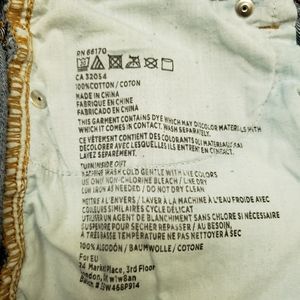 RN 66170
CA 32054
100%COTTON / COTON
MADE IN CHINA
FABRIQUE EN CHINE
FABRICADO EN CHINA
THIS GARMENT CONTAINS DYE WHICH MAY DISCOLOR MATERIALS WITH
WHICH IT COMES IN CONTACT. WASH SEPARATELY.
CE VÊTEMENT CONTIENT DES COLORANTS QUI
DÉCOLORER AVEC LESQUELLES ILS ENTRENT EN CONTACT.
LAVEZ SÉPAREMENT.
TURN INSIDE OUT
MACHINE WASH COLD GENTLE WITH LIKE COLORS
USE ONLY NON-CHLORINE BLEACH / LINE DRY
LOW IRON AS NEEDED / DO NOT DRY CLEAN
METTRE AL ENVERS / LAVER À LA MACHINE À L'EAU FROIDE AVEC
COULEURS SIMILAIRES CYCLE DÉLICAT
UTILISER UN AGENT DE BLANCHIMENT SANS CHLORE SI NÉCESSAIRE
SUSPENDRE POUR SÉCHER REPASSER / AU BESOIN,
À TRÈS BASSE TEMPÉRATURE PAS NETTOYER À SEC
100% ALGODÓN / BAUMWOLLE / COTONE
For EU
Market Place, 3rd Floor
London, w1w8an
Batch # SW468P914